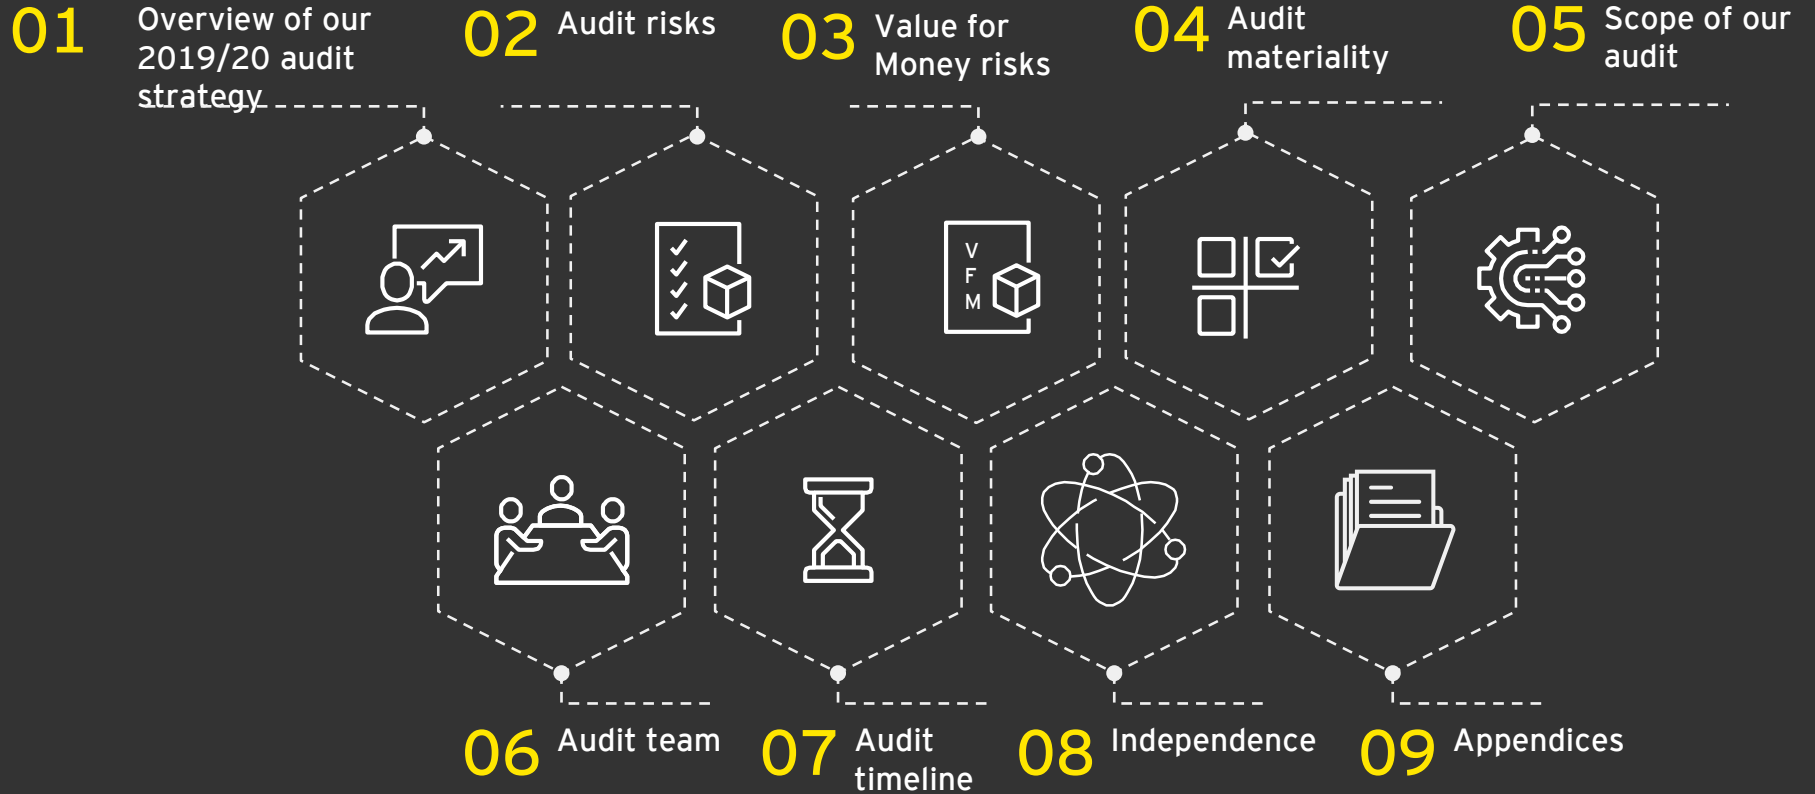 01 Overview of our
2019/20 audit
strategy
02 Audit risks
03 Value for
Money risks
04 Audit
materiality
05 Scope of our
audit
V
F
M
06 Audit team
07 Audit
timeline
08 Independence
09 Appendices